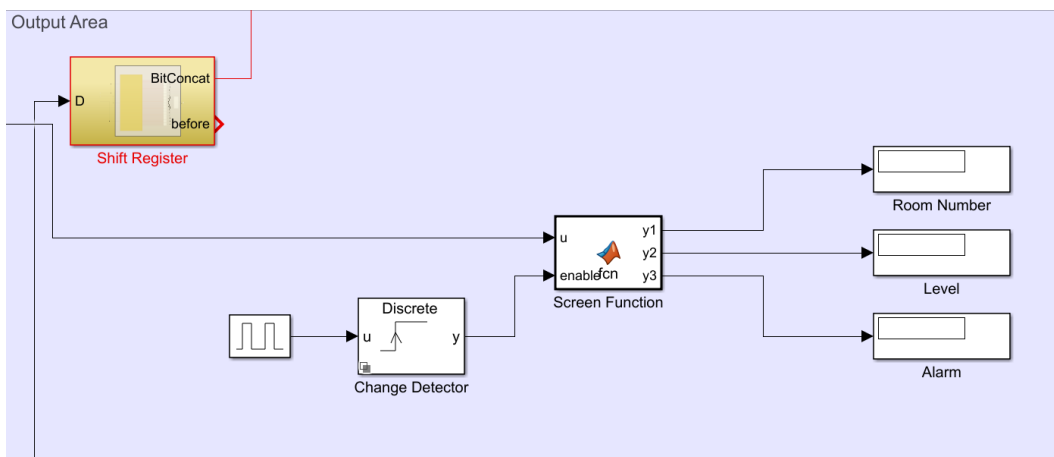 Output Area
BitConcat
D
before
Shift Register
Room Number
u
y1
y2
enable
fcn
y3
Level
Screen Function
Discrete
u
y
Change Detector
Alarm